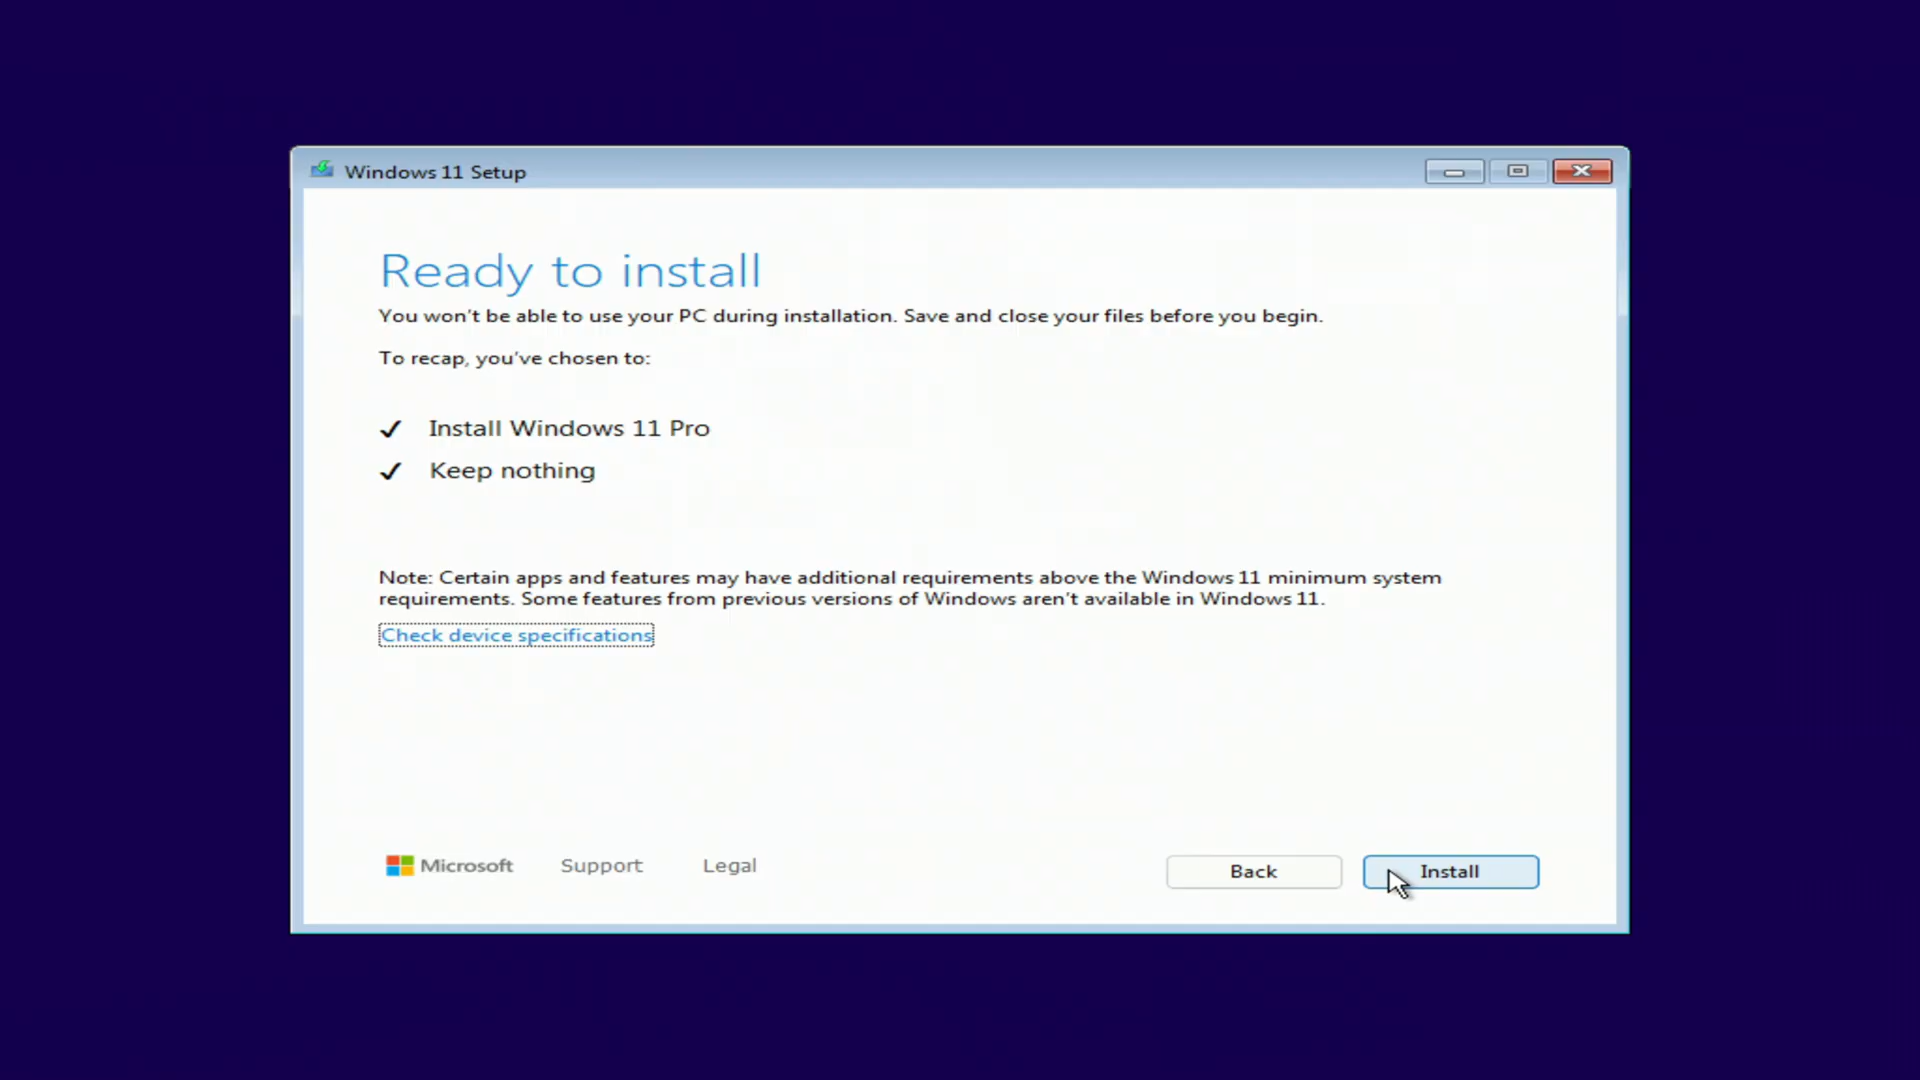 Windows 11 Setup
Ready to install
You won't be able to use your PC during installation. Save and close your files before you begin.
To recap, you've chosen to:
Install Windows 11 Pro
Keep nothing
Note: Certain apps and features may have additional requirements above the Windows 11 minimum system
requirements. Some features from previous versions of Windows aren't available in Windows 11.
Check device specifications
Microsoft Support Legal Back Install